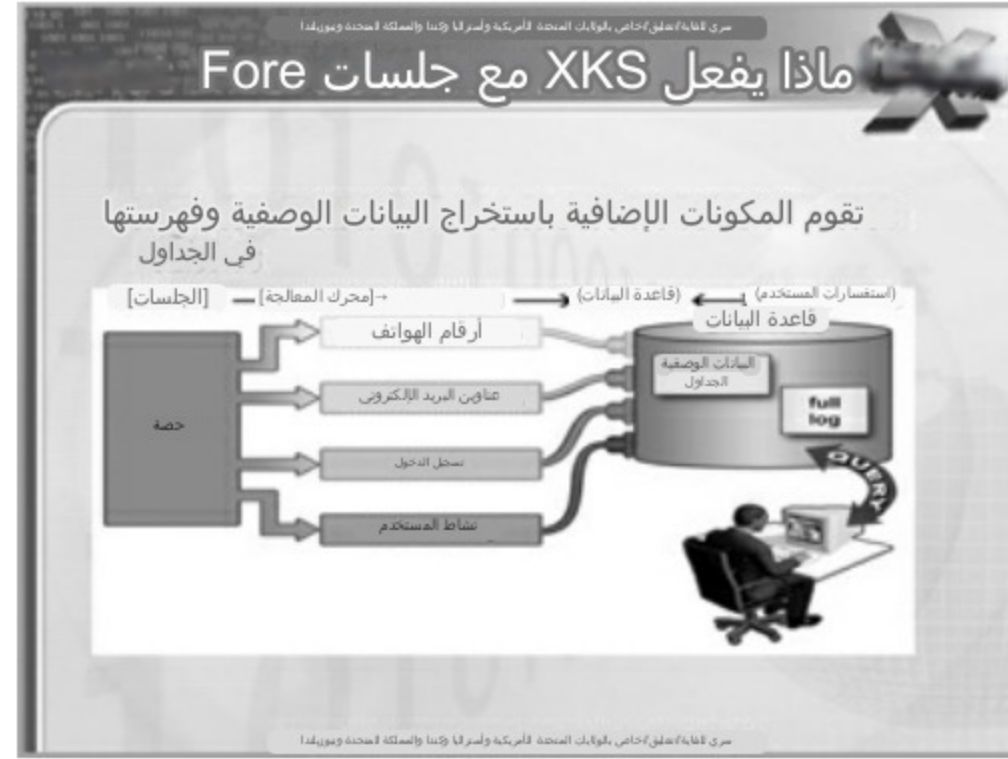 سري للغاية/تعليق/خاص بالولايات المتحدة الأمريكية وأستراليا وكندا والمملكة المتحدة ونيوزيلندا
ماذا يفعل XKS مع جلسات Fore
تقوم المكونات الإضافية باستخراج البيانات الوصفية وفهرستها
في الجداول
[الجلسات] — [محرك المعالجة]→ → (قاعدة البيانات) ← (استفسارات المستخدم)
قاعدة البيانات
أرقام الهواتف
البيانات الوصفية
الجداول
عناوين البريد الإلكتروني
full
log
حصة
تسجيل الدخول
QUERY
نشاط المستخدم
سري للغاية/تعليق/خاص بالولايات المتحدة الأمريكية وأستراليا وكندا والمملكة المتحدة ونيوزيلندا